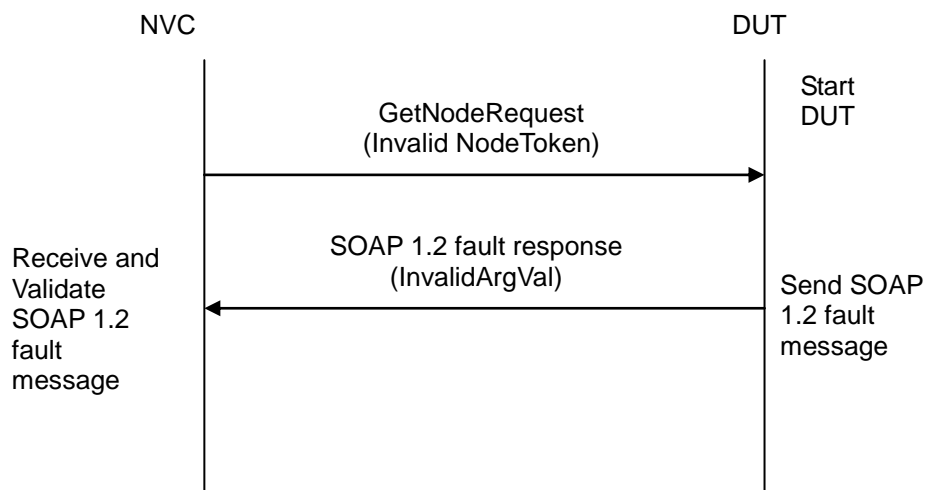 NVC
DUT
Start
DUT
GetNodeRequest
(Invalid NodeToken)
SOAP 1.2 fault response
(InvalidArgVal)
Receive and
Validate
SOAP 1.2
fault
message
Send SOAP
1.2 fault
message